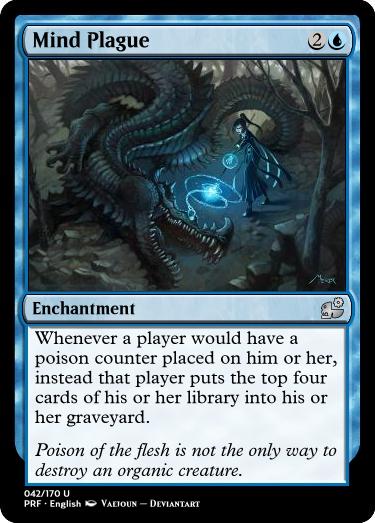 Mind Plague 2
Enchantment
Whenever a player would have a
poison counter placed on him or her,
instead that player puts the top four
cards of his or her library into his or
her graveyard.
Poison of the flesh is not the only way to
destroy an organic creature.
042/170 U
PRF • English Vaejoun — Deviantart